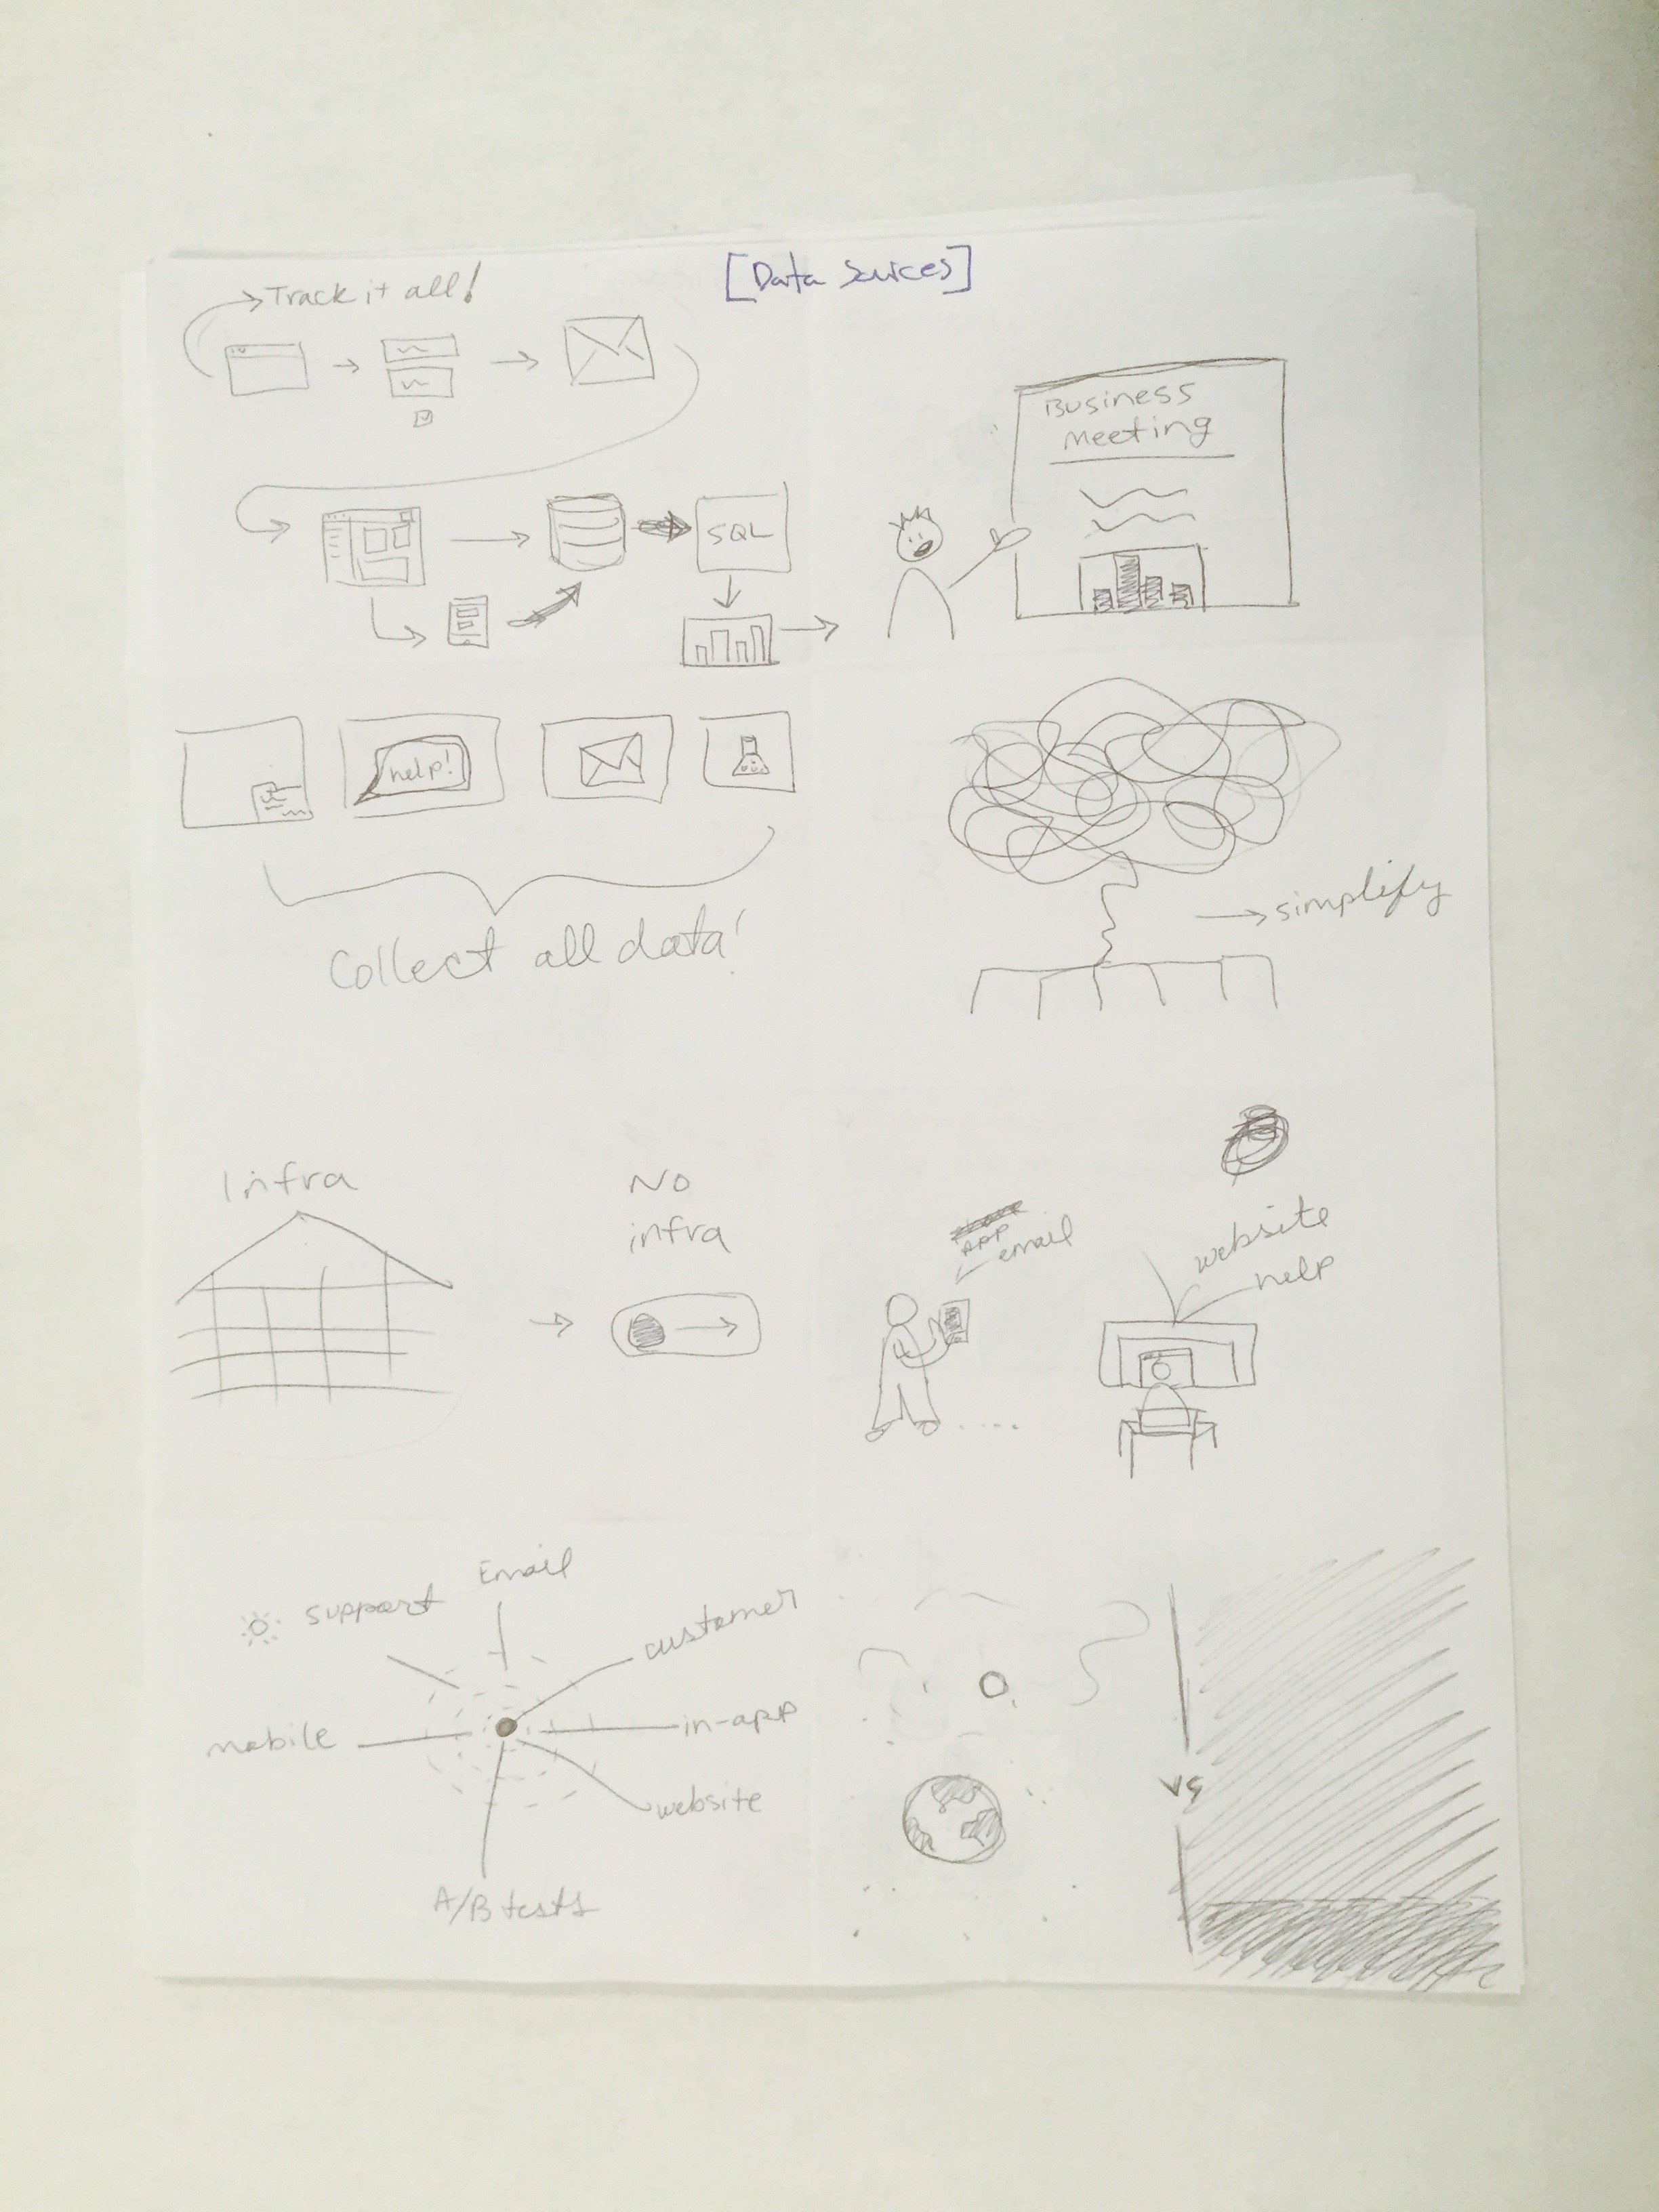 [Data Sources]
Track it all!
Business
Meeting
SQL
help!
Collect all data!
simplify
Infra
No
infra
APP
email
website
help
Email
support
customer
mobile
in-app
website
A/B tests
vs